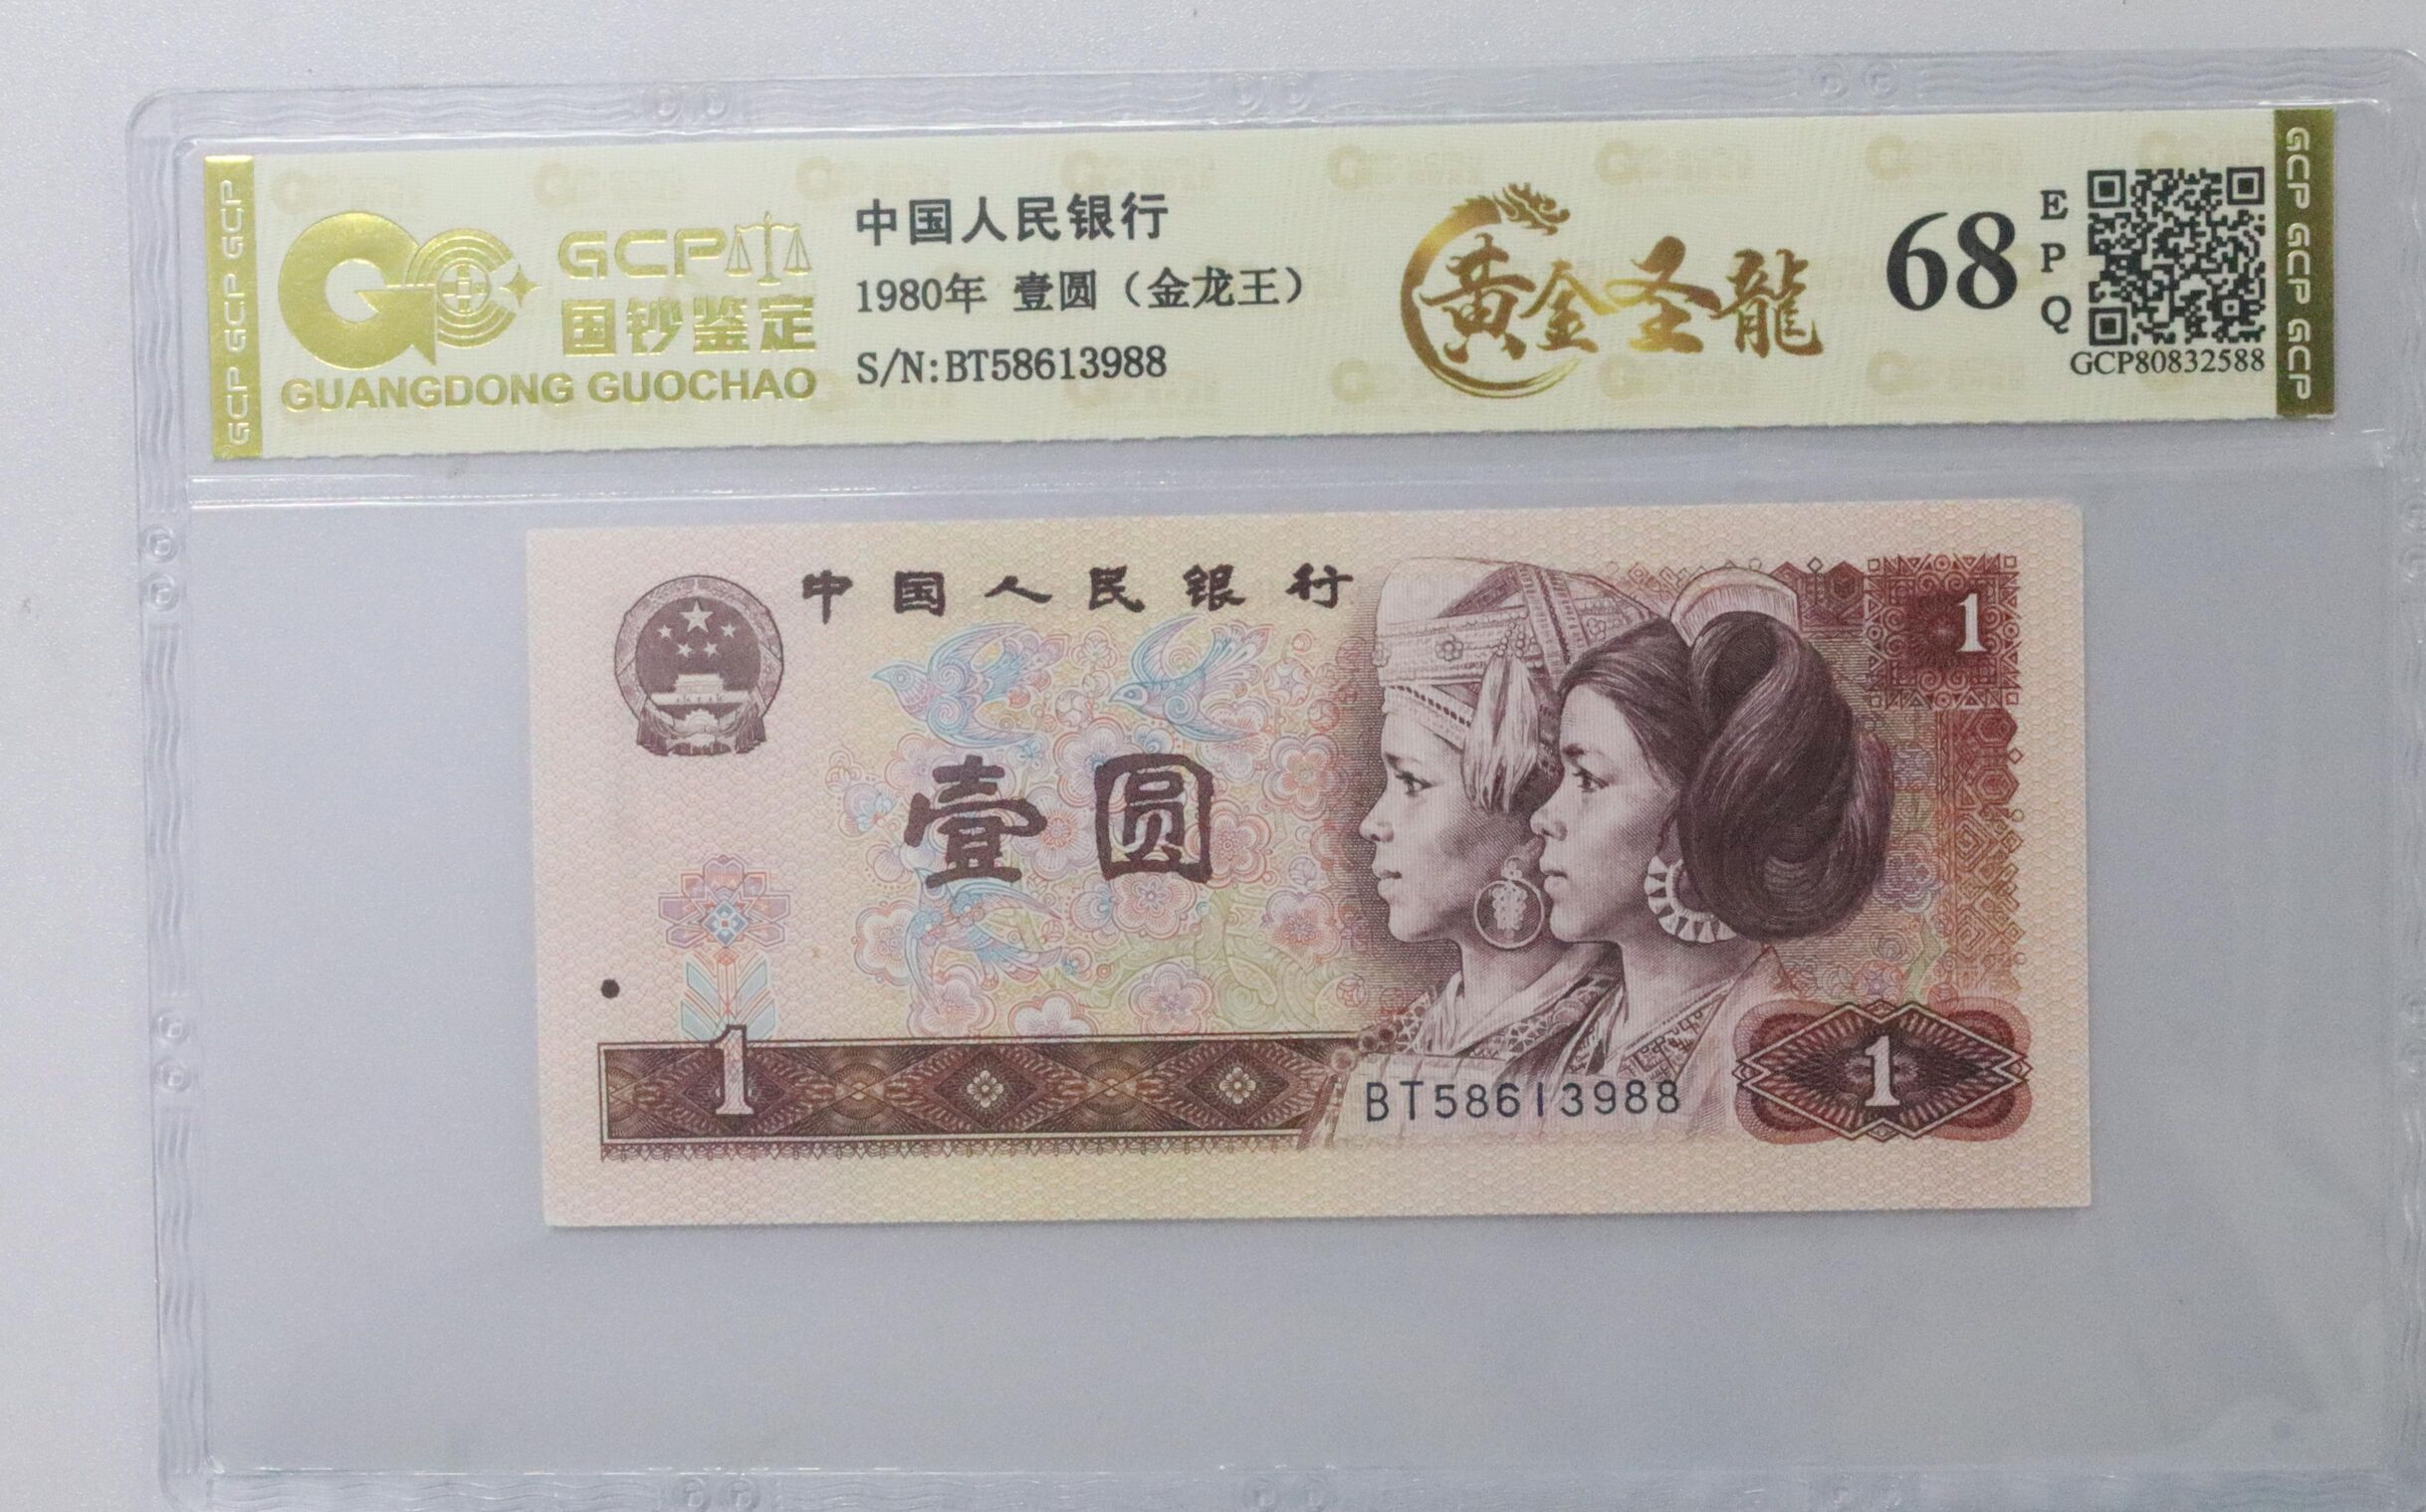 GCP GCP GCP
GCP
国钞鉴定
GUANGDONG GUOCHAO
中国人民银行
1980年 壹圆（金龙王）
S/N:BT58613988
黄金圣龍
68
E
P
Q
GCP80832588
GCP GCP GCP
中国人民银行
1
壹圆
1
BT58613988
1